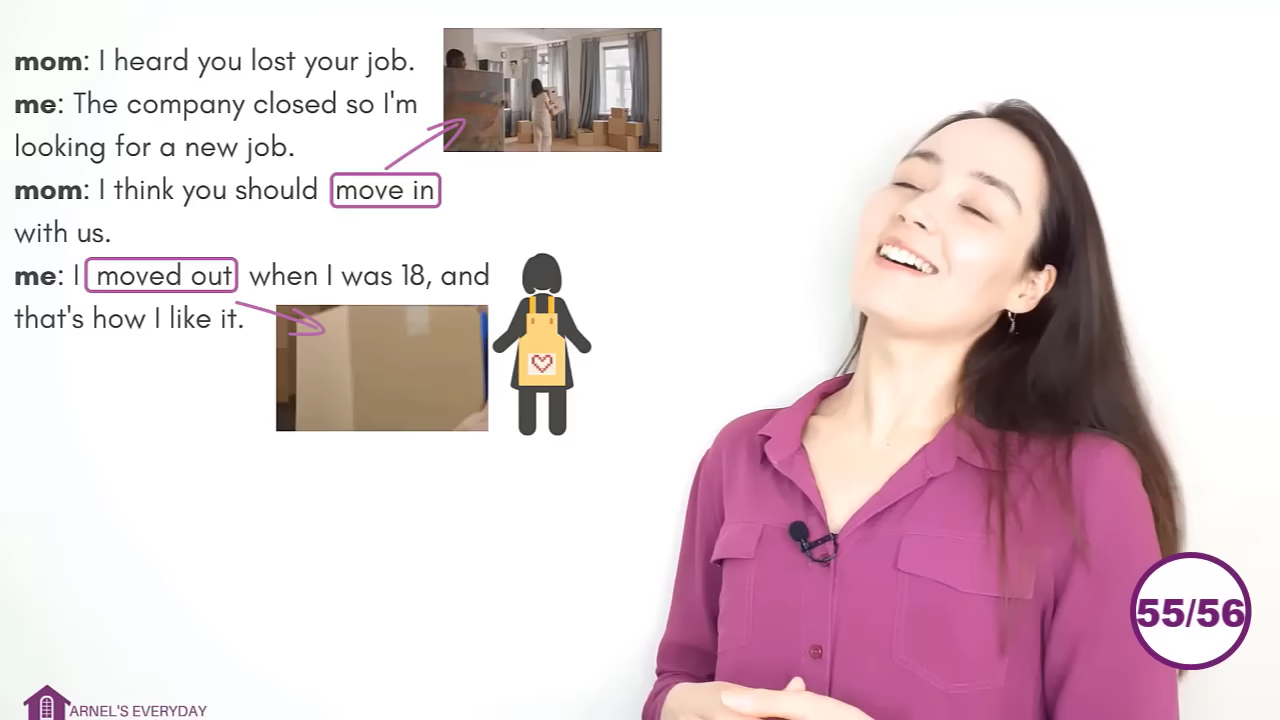 mom: I heard you lost your job.
me: The company closed so I'm
looking for a new job.
mom: I think you should move in
with us.
me: I moved out when I was 18, and
that's how I like it.
55/56
ARNEL'S EVERYDAY